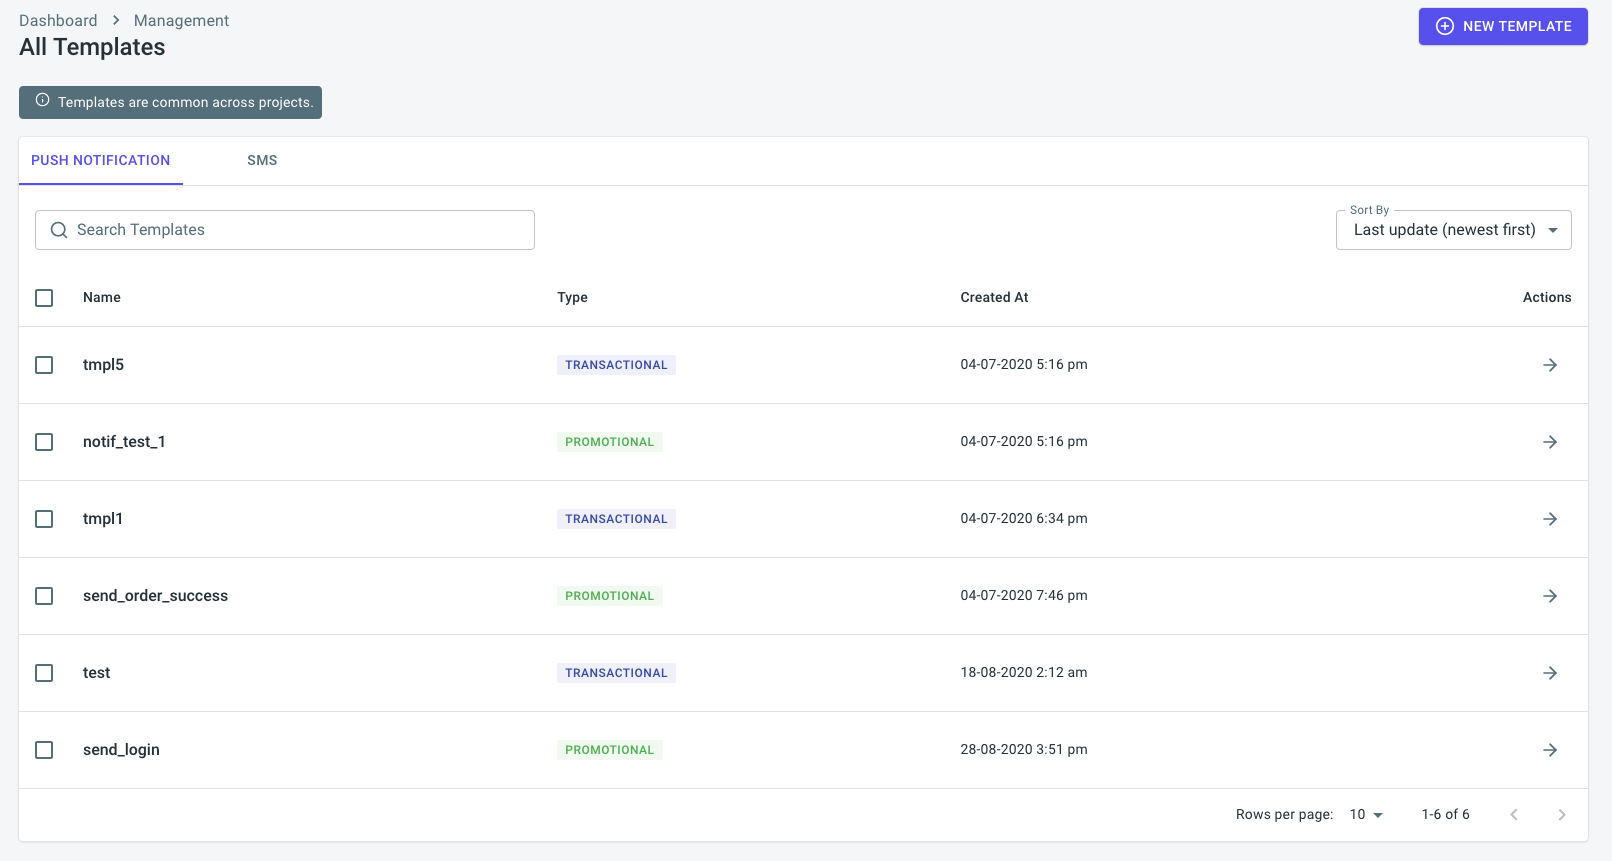 Dashboard > Management
All Templates
NEW TEMPLATE
Templates are common across projects.
PUSH NOTIFICATION SMS
Search Templates
Sort By
Last update (newest first)
Name Type Created At Actions
tmpl5 TRANSACTIONAL 04-07-2020 5:16 pm
notif_test_1 PROMOTIONAL 04-07-2020 5:16 pm
tmpl1 TRANSACTIONAL 04-07-2020 6:34 pm
send_order_success PROMOTIONAL 04-07-2020 7:46 pm
test TRANSACTIONAL 18-08-2020 2:12 am
send_login PROMOTIONAL 28-08-2020 3:51 pm
Rows per page: 10 1-6 of 6